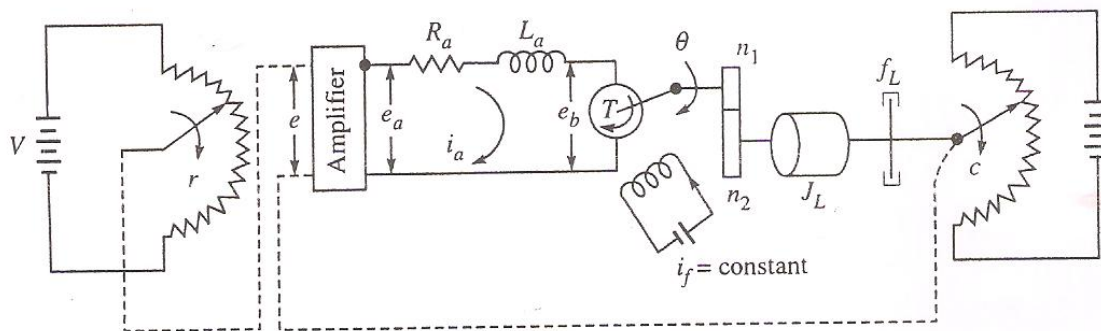 V
r
e
Amplifier
e_a
R_a
L_a
i_a
e_b
T
θ
n_1
n_2
J_L
f_L
c
i_f = constant